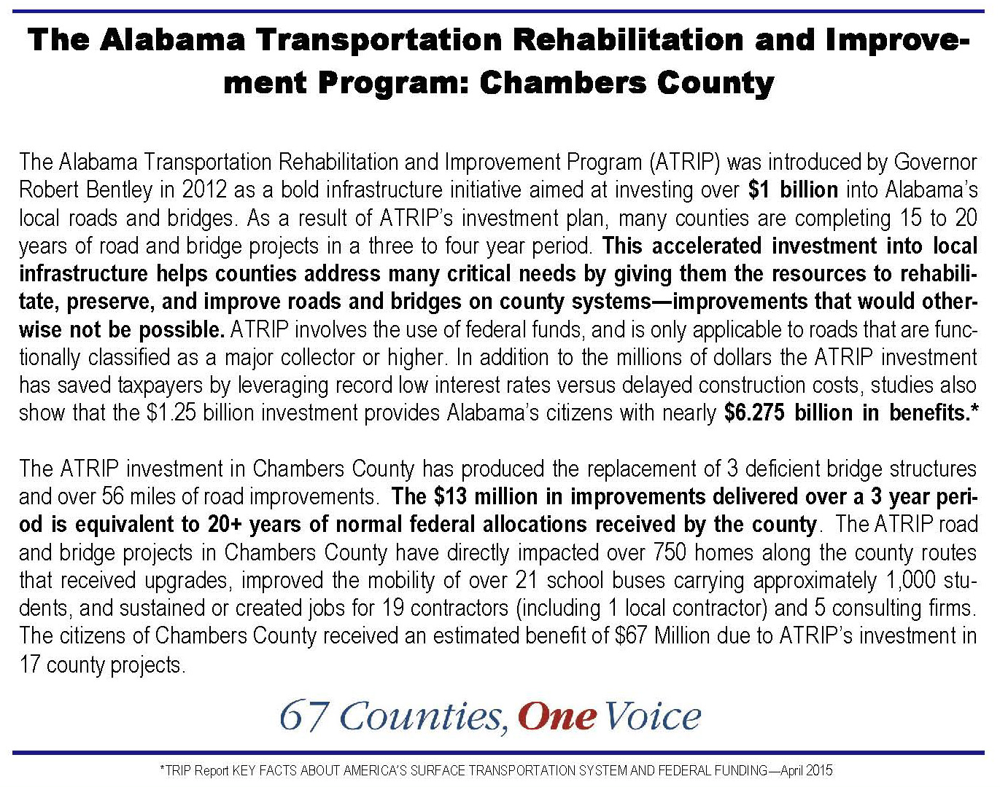 The Alabama Transportation Rehabilitation and Improve-
ment Program: Chambers County
The Alabama Transportation Rehabilitation and Improvement Program (ATRIP) was introduced by Governor
Robert Bentley in 2012 as a bold infrastructure initiative aimed at investing over $1 billion into Alabama's
local roads and bridges. As a result of ATRIP's investment plan, many counties are completing 15 to 20
years of road and bridge projects in a three to four year period. This accelerated investment into local
infrastructure helps counties address many critical needs by giving them the resources to rehabili-
tate, preserve, and improve roads and bridges on county systems—improvements that would other-
wise not be possible. ATRIP involves the use of federal funds, and is only applicable to roads that are func-
tionally classified as a major collector or higher. In addition to the millions of dollars the ATRIP investment
has saved taxpayers by leveraging record low interest rates versus delayed construction costs, studies also
show that the $1.25 billion investment provides Alabama's citizens with nearly $6.275 billion in benefits.*
The ATRIP investment in Chambers County has produced the replacement of 3 deficient bridge structures
and over 56 miles of road improvements. The $13 million in improvements delivered over a 3 year peri-
od is equivalent to 20+ years of normal federal allocations received by the county. The ATRIP road
and bridge projects in Chambers County have directly impacted over 750 homes along the county routes
that received upgrades, improved the mobility of over 21 school buses carrying approximately 1,000 stu-
dents, and sustained or created jobs for 19 contractors (including 1 local contractor) and 5 consulting firms.
The citizens of Chambers County received an estimated benefit of $67 Million due to ATRIP's investment in
17 county projects.
67 Counties, One Voice
*TRIP Report KEY FACTS ABOUT AMERICA'S SURFACE TRANSPORTATION SYSTEM AND FEDERAL FUNDING—April 2015